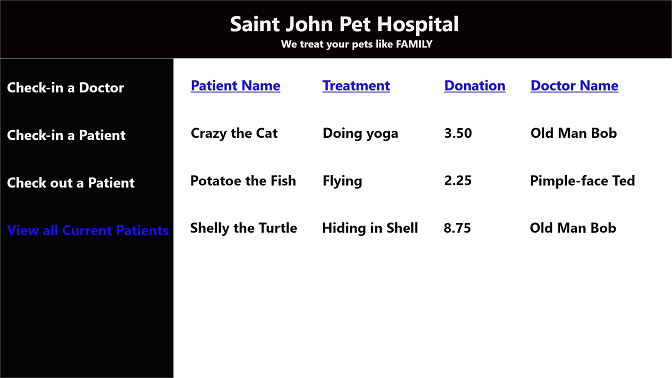 Saint John Pet Hospital
We treat your pets like FAMILY
Check-in a Doctor
Check-in a Patient
Check out a Patient
View all Current Patients
Patient Name Treatment Donation Doctor Name
Crazy the Cat Doing yoga 3.50 Old Man Bob
Potatoe the Fish Flying 2.25 Pimple-face Ted
Shelly the Turtle Hiding in Shell 8.75 Old Man Bob